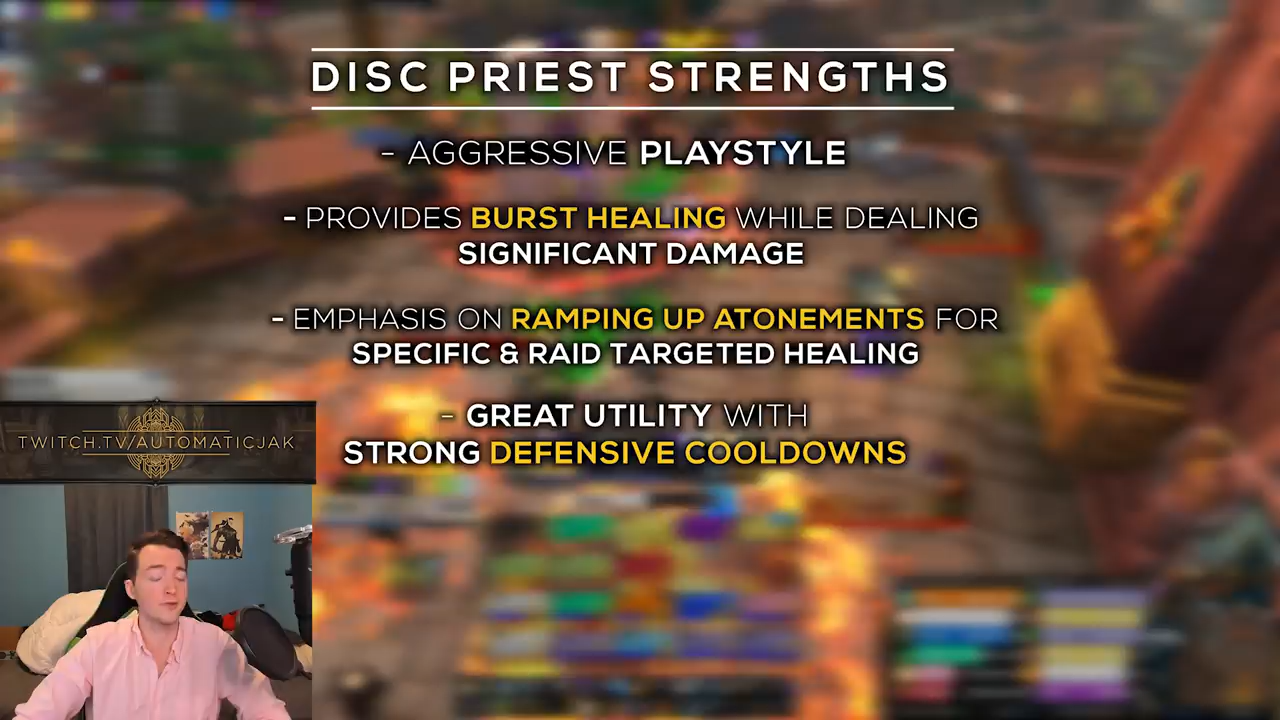 DISC PRIEST STRENGTHS
- AGGRESSIVE PLAYSTYLE
- PROVIDES BURST HEALING WHILE DEALING
SIGNIFICANT DAMAGE
- EMPHASIS ON RAMPING UP ATONEMENTS FOR
SPECIFIC & RAID TARGETED HEALING
- GREAT UTILITY WITH
STRONG DEFENSIVE COOLDOWNS
TWITCH.TV/AUTOMATICJAK